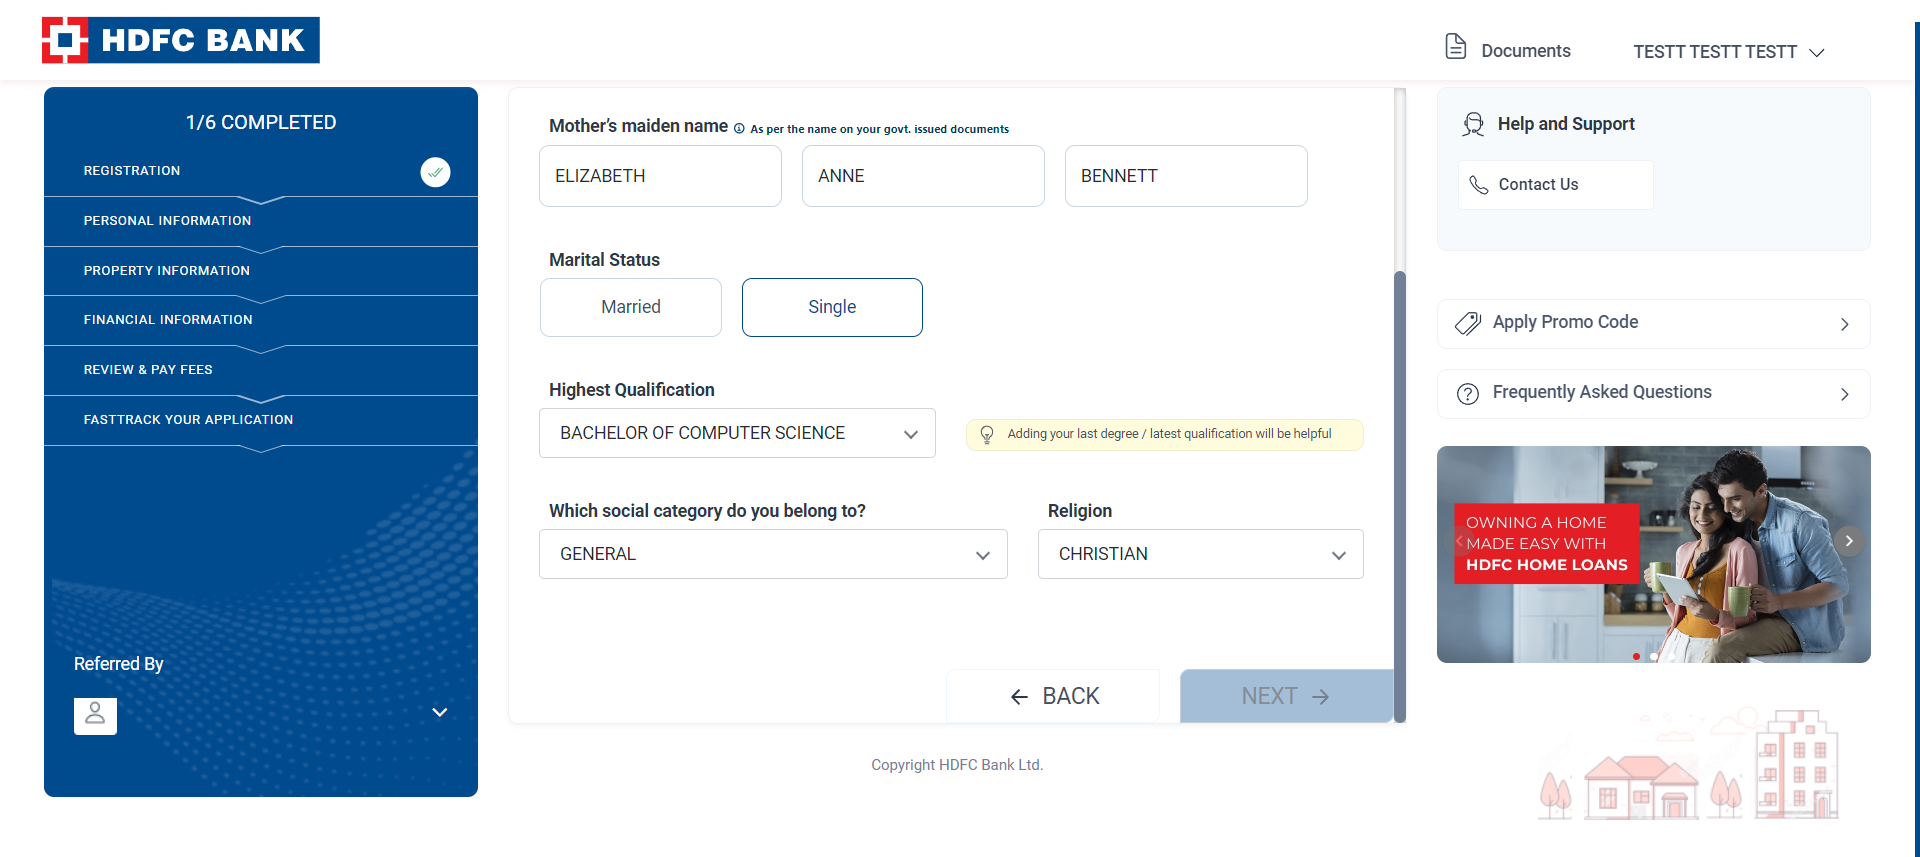 HDFC BANK
Documents
TESTT TESTT TESTT
1/6 COMPLETED
REGISTRATION
PERSONAL INFORMATION
PROPERTY INFORMATION
FINANCIAL INFORMATION
REVIEW & PAY FEES
FASTTRACK YOUR APPLICATION
Referred By
Mother’s maiden name As per the name on your govt. issued documents
ELIZABETH ANNE BENNETT
Marital Status
Married Single
Highest Qualification
BACHELOR OF COMPUTER SCIENCE
Adding your last degree / latest qualification will be helpful
Which social category do you belong to? Religion
GENERAL CHRISTIAN
BACK NEXT
Copyright HDFC Bank Ltd.
Help and Support
Contact Us
Apply Promo Code
Frequently Asked Questions
OWNING A HOME
MADE EASY WITH
HDFC HOME LOANS